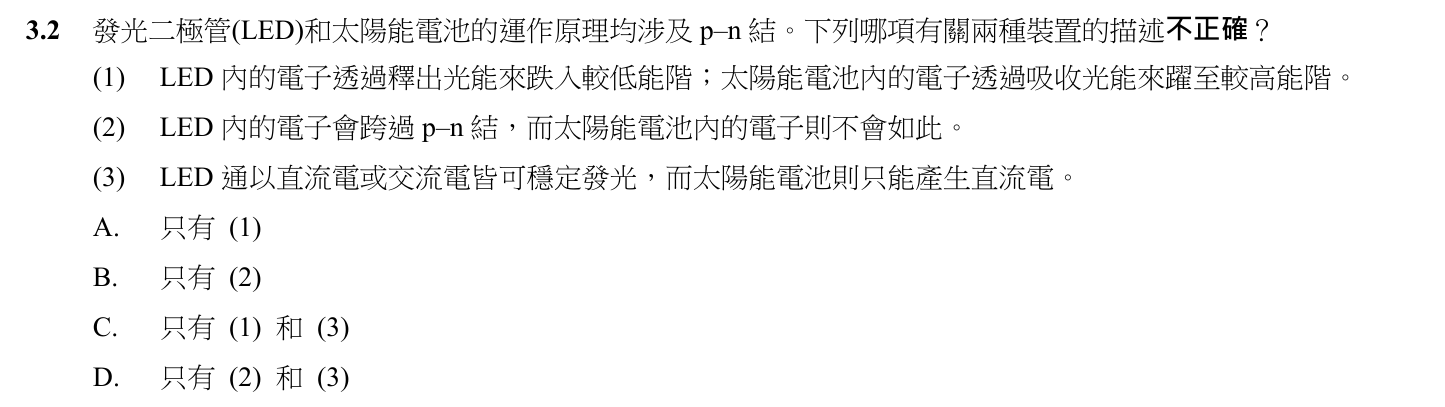 3.2 發光二極管(LED)和太陽能電池的運作原理均涉及 p–n 結。下列哪項有關兩種裝置的描述不正確？
(1) LED 內的電子透過釋出光能來跌入較低能階；太陽能電池內的電子透過吸收光能來躍至較高能階。
(2) LED 內的電子會跨過 p–n 結，而太陽能電池內的電子則不會如此。
(3) LED 通以直流電或交流電皆可穩定發光，而太陽能電池則只能產生直流電。
A. 只有 (1)
B. 只有 (2)
C. 只有 (1) 和 (3)
D. 只有 (2) 和 (3)